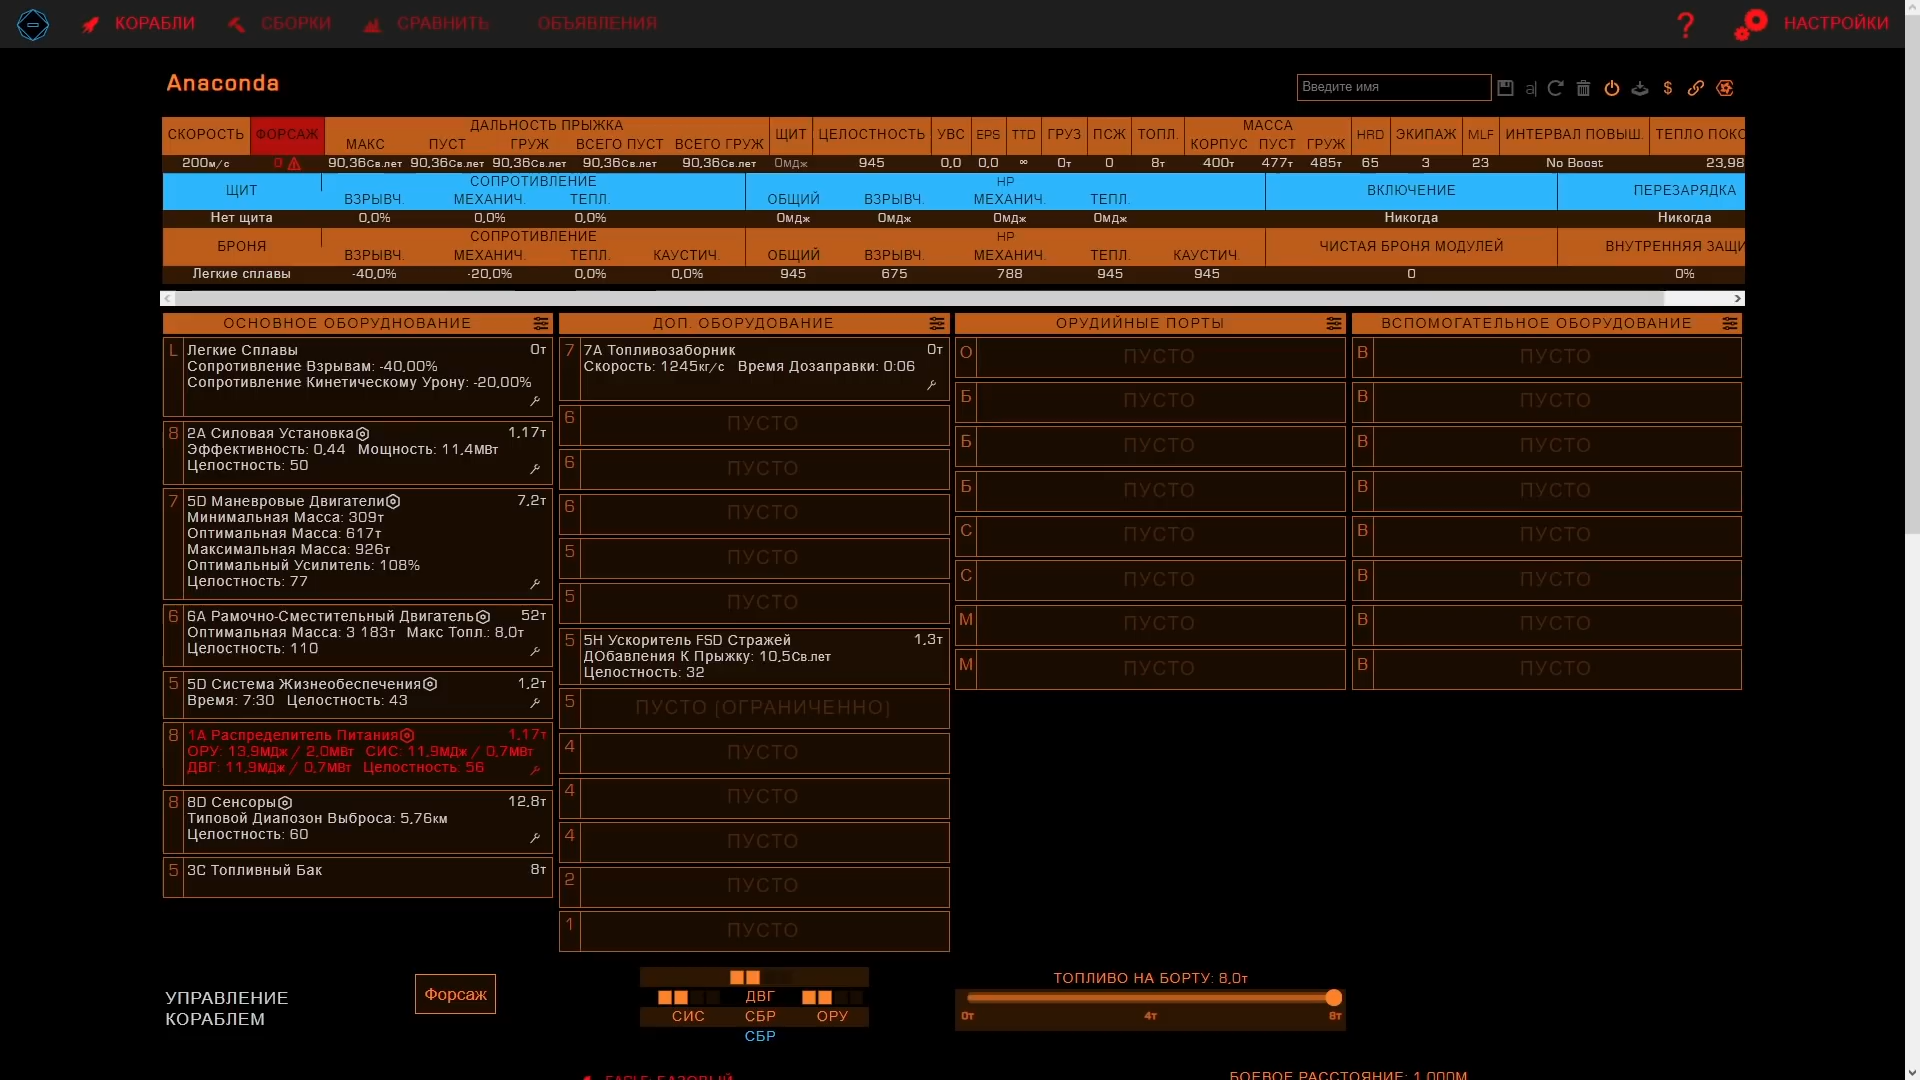 КОРАБЛИ СБОРКИ СРАВНИТЬ ОБЪЯВЛЕНИЯ ? НАСТРОЙКИ
Anaconda
Введите имя
a|
$
СКОРОСТЬ ФОРСАЖ ДАЛЬНОСТЬ ПРЫЖКА ЩИТ ЦЕЛОСТНОСТЬ УВС EPS TTD ГРУЗ ПСЖ ТОПЛ. МАССА HRD ЭКИПАЖ MLF ИНТЕРВАЛ ПОВЫШ. ТЕПЛО ПОКО
МАКС ПУСТ ГРУЖ ВСЕГО ПУСТ ВСЕГО ГРУЖ КОРПУС ПУСТ ГРУЖ
200м/с 0 90,36Св.лет 90,36Св.лет 90,36Св.лет 90,36Св.лет 90,36Св.лет 0мдж 945 0,0 0,0 ∞ 0т 0 8т 400т 477т 485т 65 3 23 No Boost 23,98
ЩИТ СОПРОТИВЛЕНИЕ HP ВКЛЮЧЕНИЕ ПЕРЕЗАРЯДКА
ВЗРЫВЧ. МЕХАНИЧ. ТЕПЛ. ОБЩИЙ ВЗРЫВЧ. МЕХАНИЧ. ТЕПЛ.
Нет щита 0,0% 0,0% 0,0% 0мдж 0мдж 0мдж 0мдж Никогда Никогда
БРОНЯ СОПРОТИВЛЕНИЕ HP ЧИСТАЯ БРОНЯ МОДУЛЕЙ ВНУТРЕННЯЯ ЗАЩИ
ВЗРЫВЧ. МЕХАНИЧ. ТЕПЛ. КАУСТИЧ. ОБЩИЙ ВЗРЫВЧ. МЕХАНИЧ. ТЕПЛ. КАУСТИЧ.
Легкие сплавы -40,0% -20,0% 0,0% 0,0% 945 675 788 945 945 0 0%
ОСНОВНОЕ ОБОРУДНОВАНИЕ
L Легкие Сплавы 0т
Сопротивление Взрывам: -40,00%
Сопротивление Кинетическому Урону: -20,00%
8 2A Силовая Установка 1,17т
Эффективность: 0,44 Мощность: 11,4МВт
Целостность: 50
7 5D Маневровые Двигатели 7,2т
Минимальная Масса: 309т
Оптимальная Масса: 617т
Максимальная Масса: 926т
Оптимальный Усилитель: 108%
Целостность: 77
6 6A Рамочно-Сместительный Двигатель 52т
Оптимальная Масса: 3 183т Макс Топл.: 8,0т
Целостность: 110
5 5D Система Жизнеобеспечения 1,2т
Время: 7:30 Целостность: 43
8 1A Распределитель Питания 1,17т
ОРУ: 13,9МДж / 2,0МВт СИС: 11,9МДж / 0,7МВт
ДВГ: 11,9МДж / 0,7МВт Целостность: 56
8 8D Сенсоры 12,8т
Типовой Диапозон Выброса: 5,76км
Целостность: 60
5 3C Топливный Бак 8т
ДОП. ОБОРУДОВАНИЕ
7 7A Топливозаборник 0т
Скорость: 1245кг/с Время Дозаправки: 0:06
6 ПУСТО
6 ПУСТО
6 ПУСТО
5 ПУСТО
5 ПУСТО
5 5H Ускоритель FSD Стражей 1,3т
ДОбавления К Прыжку: 10,5Св.лет
Целостность: 32
5 ПУСТО [ОГРАНИЧЕННО]
4 ПУСТО
4 ПУСТО
4 ПУСТО
2 ПУСТО
1 ПУСТО
ОРУДИЙНЫЕ ПОРТЫ
О ПУСТО
Б ПУСТО
Б ПУСТО
Б ПУСТО
С ПУСТО
С ПУСТО
М ПУСТО
М ПУСТО
ВСПОМОГАТЕЛЬНОЕ ОБОРУДОВАНИЕ
В ПУСТО
В ПУСТО
В ПУСТО
В ПУСТО
В ПУСТО
В ПУСТО
В ПУСТО
В ПУСТО
УПРАВЛЕНИЕ
КОРАБЛЕМ
Форсаж
ДВГ
СИС СБР ОРУ
СБР
ТОПЛИВО НА БОРТУ: 8,0т
0т 4т 8т
EAGLE: БАЗОВЫЙ
БОЕВОЕ РАССТОЯНИЕ: 1 000М